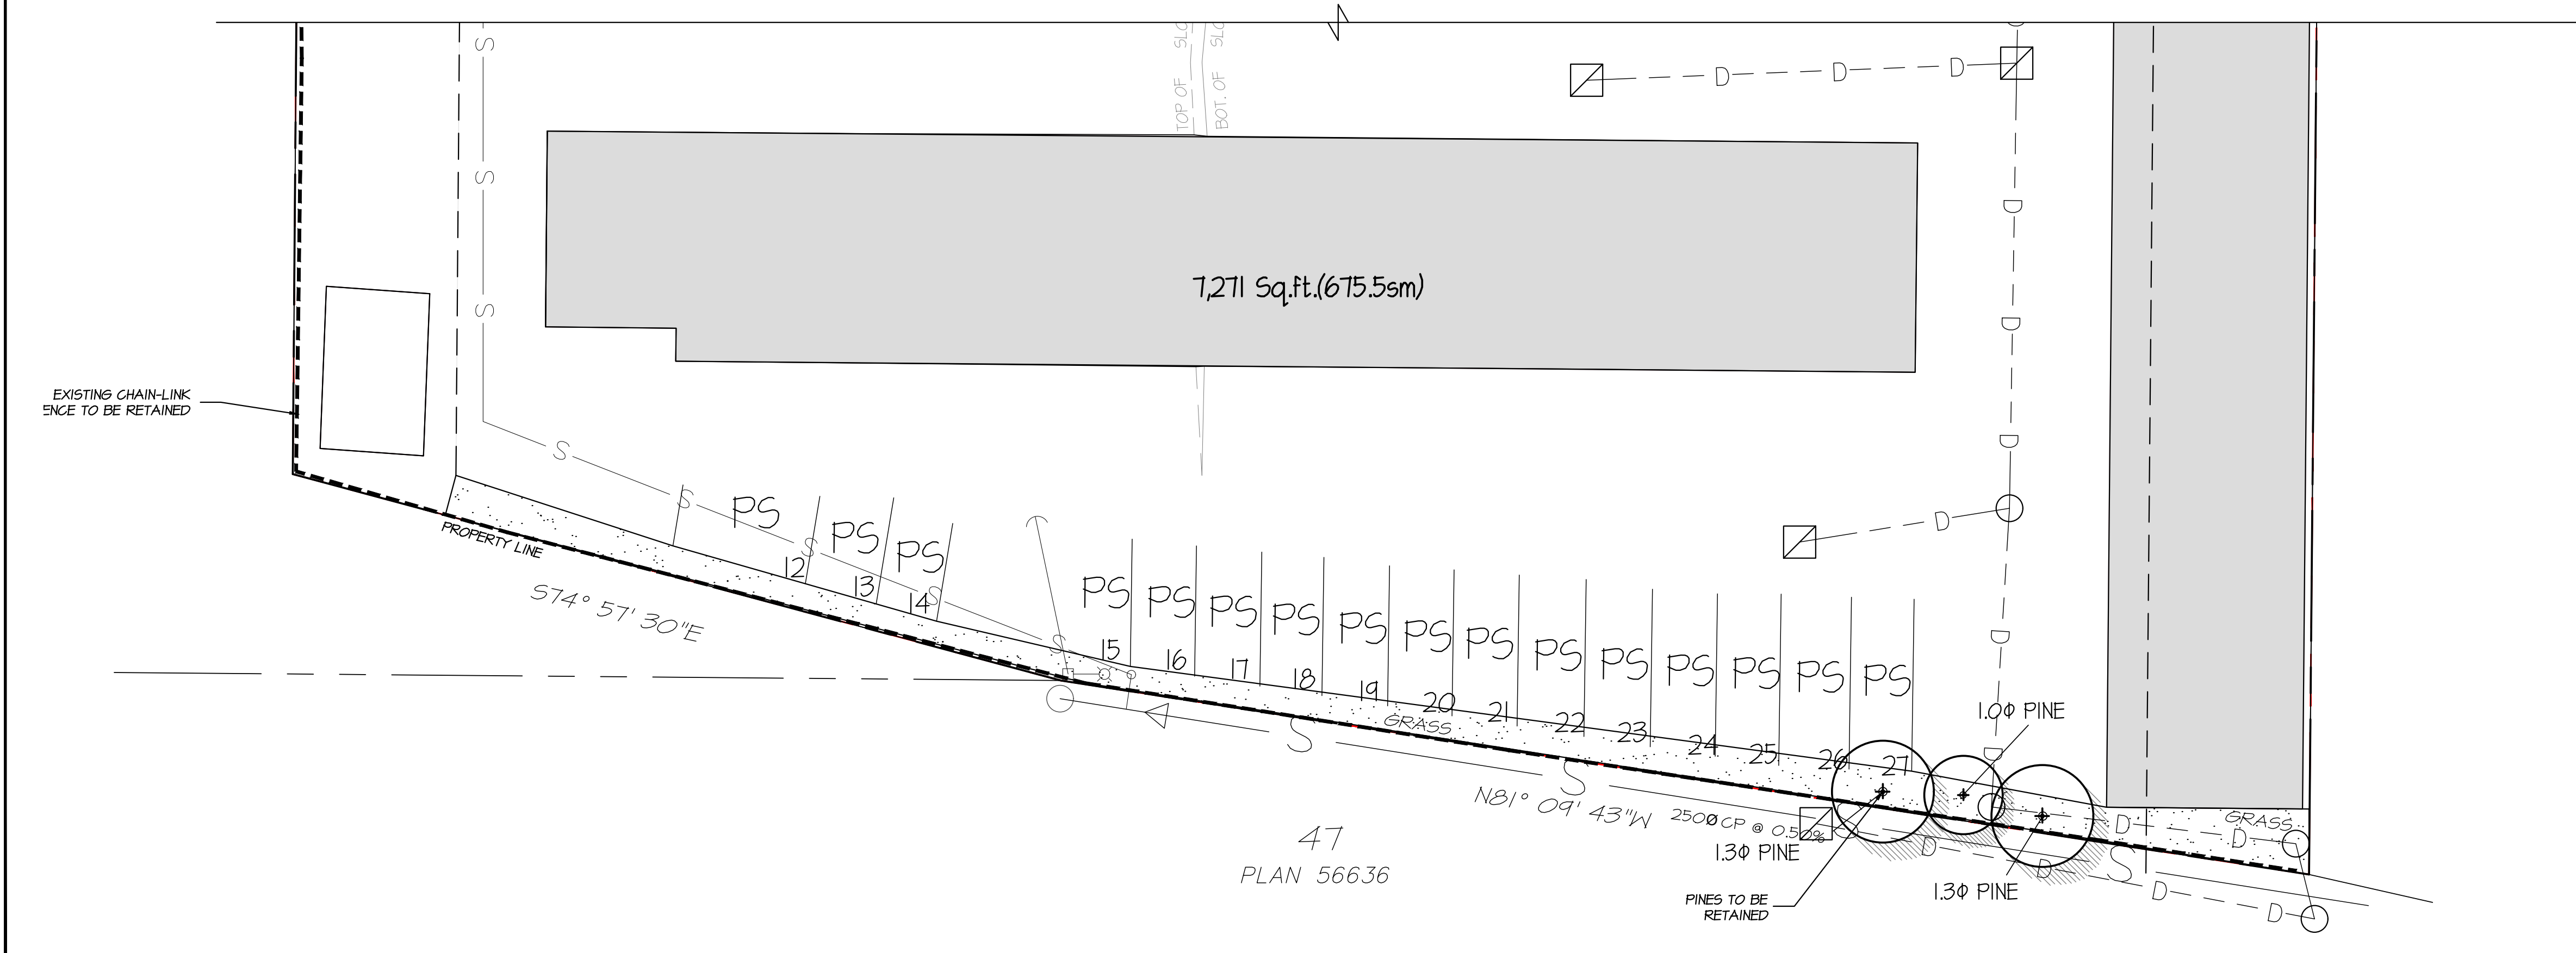 TOP OF SLO
BOT. OF SLO
D D D
S
S
S
D
D
D
7,271 Sq.ft.(675.5sm)
EXISTING CHAIN-LINK
ENCE TO BE RETAINED
S S S S S
PROPERTY LINE
S74° 57' 30"E
PS PS PS
12 13 14
PS PS PS PS PS PS PS PS PS PS PS PS PS
15 16 17 18 19 20 21 22 23 24 25 26 27
D
D
D
GRASS
S S S
N81° 09' 43"W
250Ø CP @ 0.50%
1.0Φ PINE
1.3Φ PINE
1.3Φ PINE
PINES TO BE
RETAINED
GRASS
D D
D D D D
47
PLAN 56636